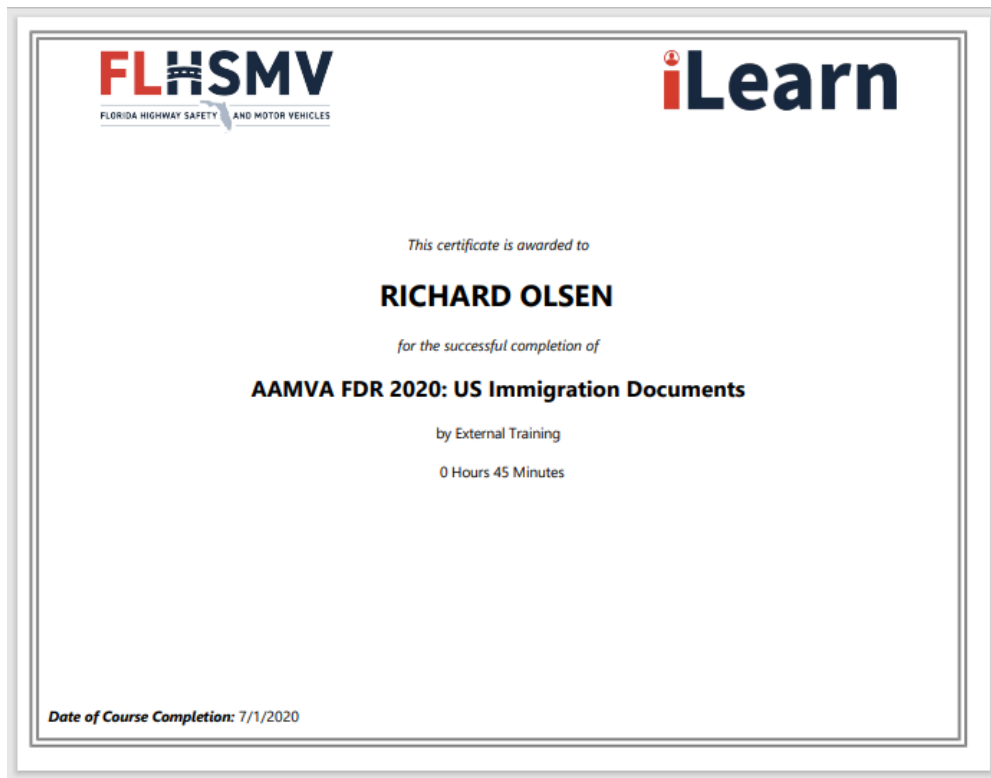 FLHSMV
FLORIDA HIGHWAY SAFETY AND MOTOR VEHICLES
iLearn
This certificate is awarded to
RICHARD OLSEN
for the successful completion of
AAMVA FDR 2020: US Immigration Documents
by External Training
0 Hours 45 Minutes
Date of Course Completion: 7/1/2020